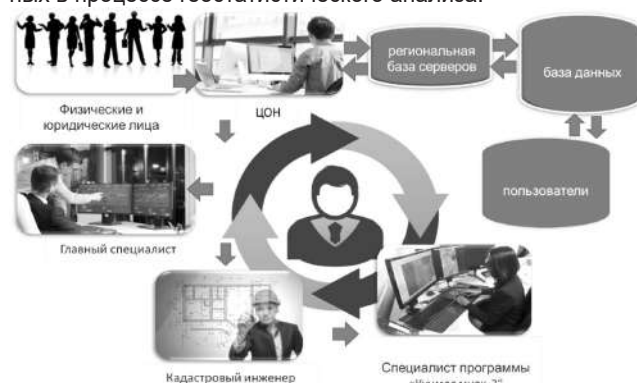 в процессе геостатистического анализа.
региональная
база серверов
база данных
Физические и
юридические лица
ЦОН
пользователи
Главный специалист
Кадастровый инженер
Специалист программы